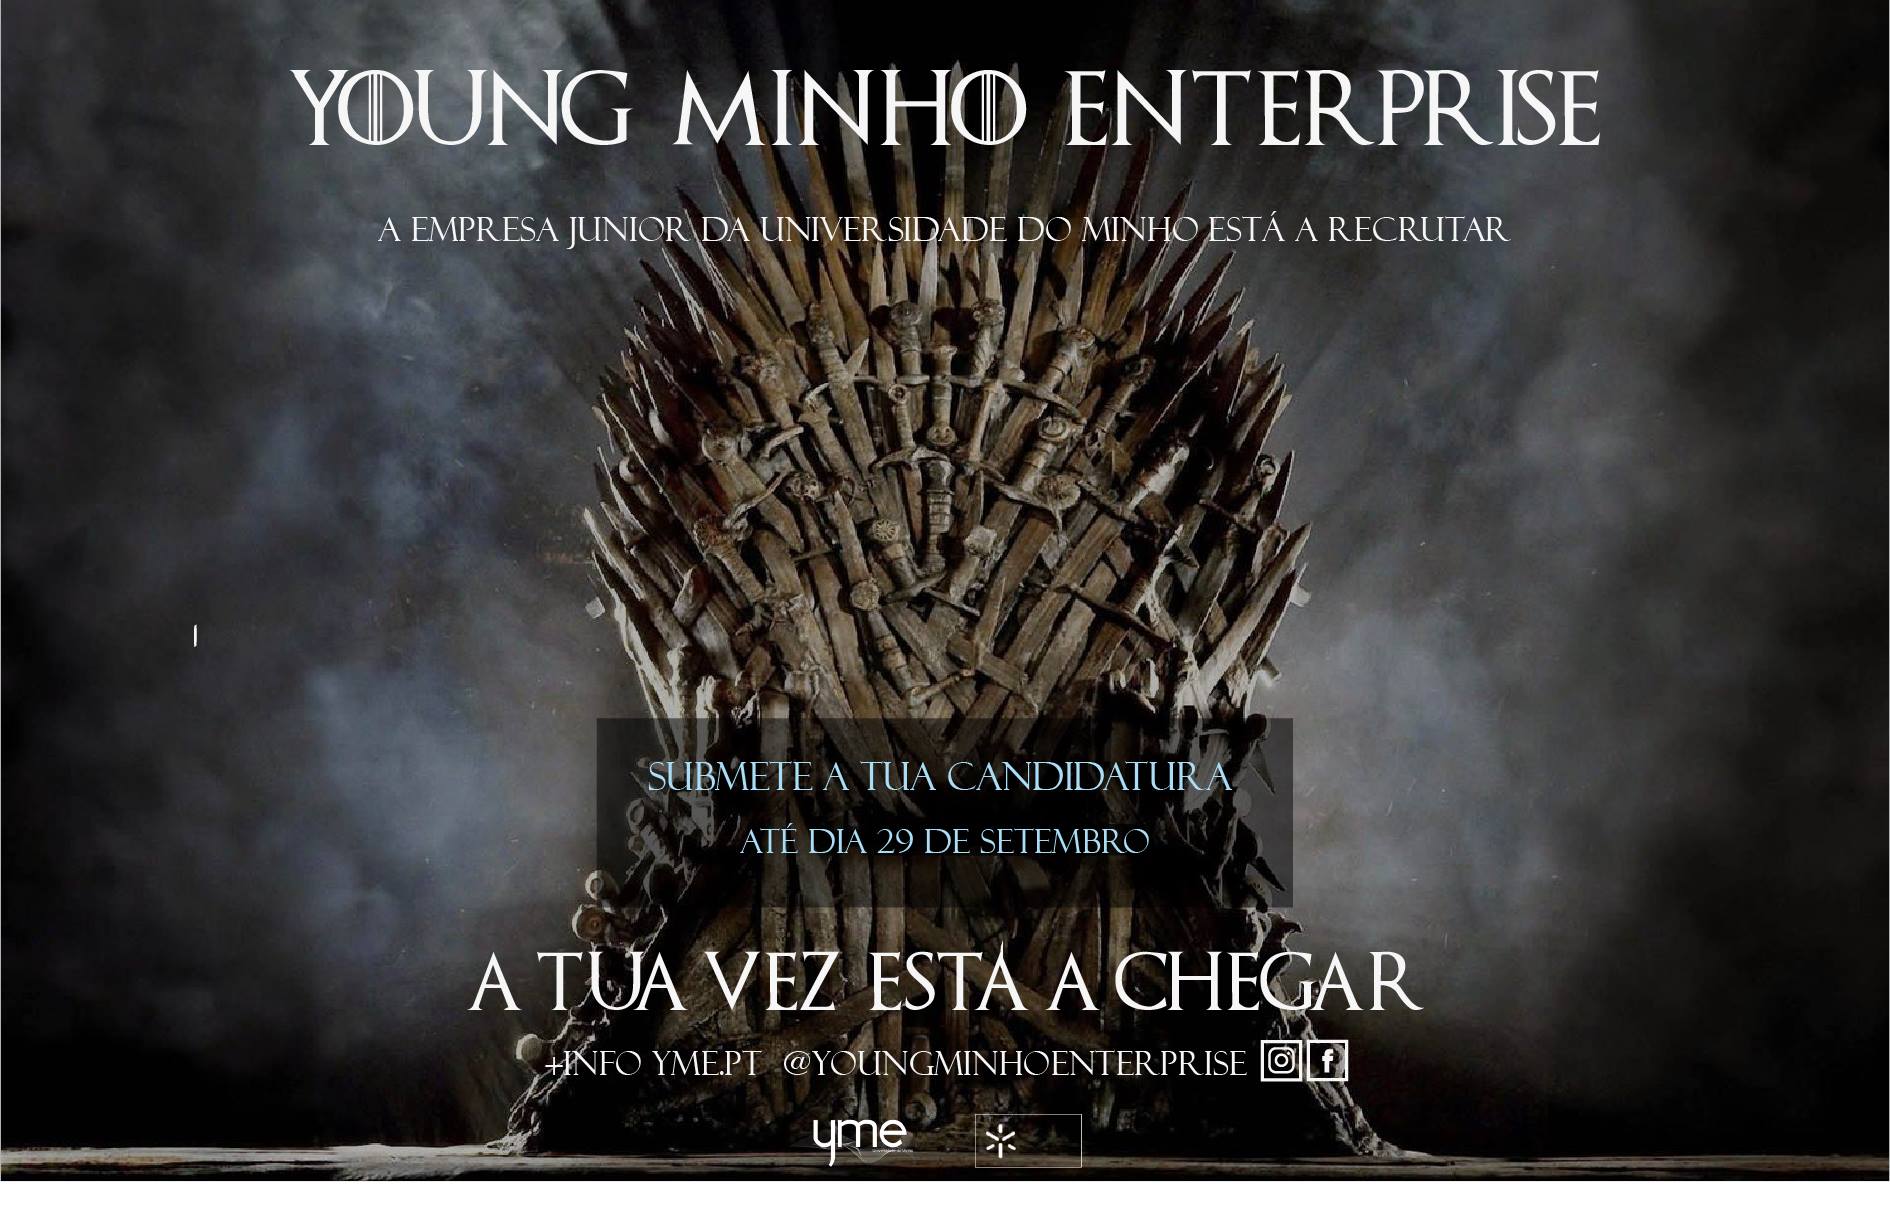 YOUNG MINHO ENTERPRISE
A EMPRESA JUNIOR DA UNIVERSIDADE DO MINHO ESTÁ A RECRUTAR
SUBMETE A TUA CANDIDATURA
ATÉ DIA 29 DE SETEMBRO
A TUA VEZ ESTÁ A CHEGAR
+INFO YME.PT @YOUNGMINHOENTERPRISE
yme